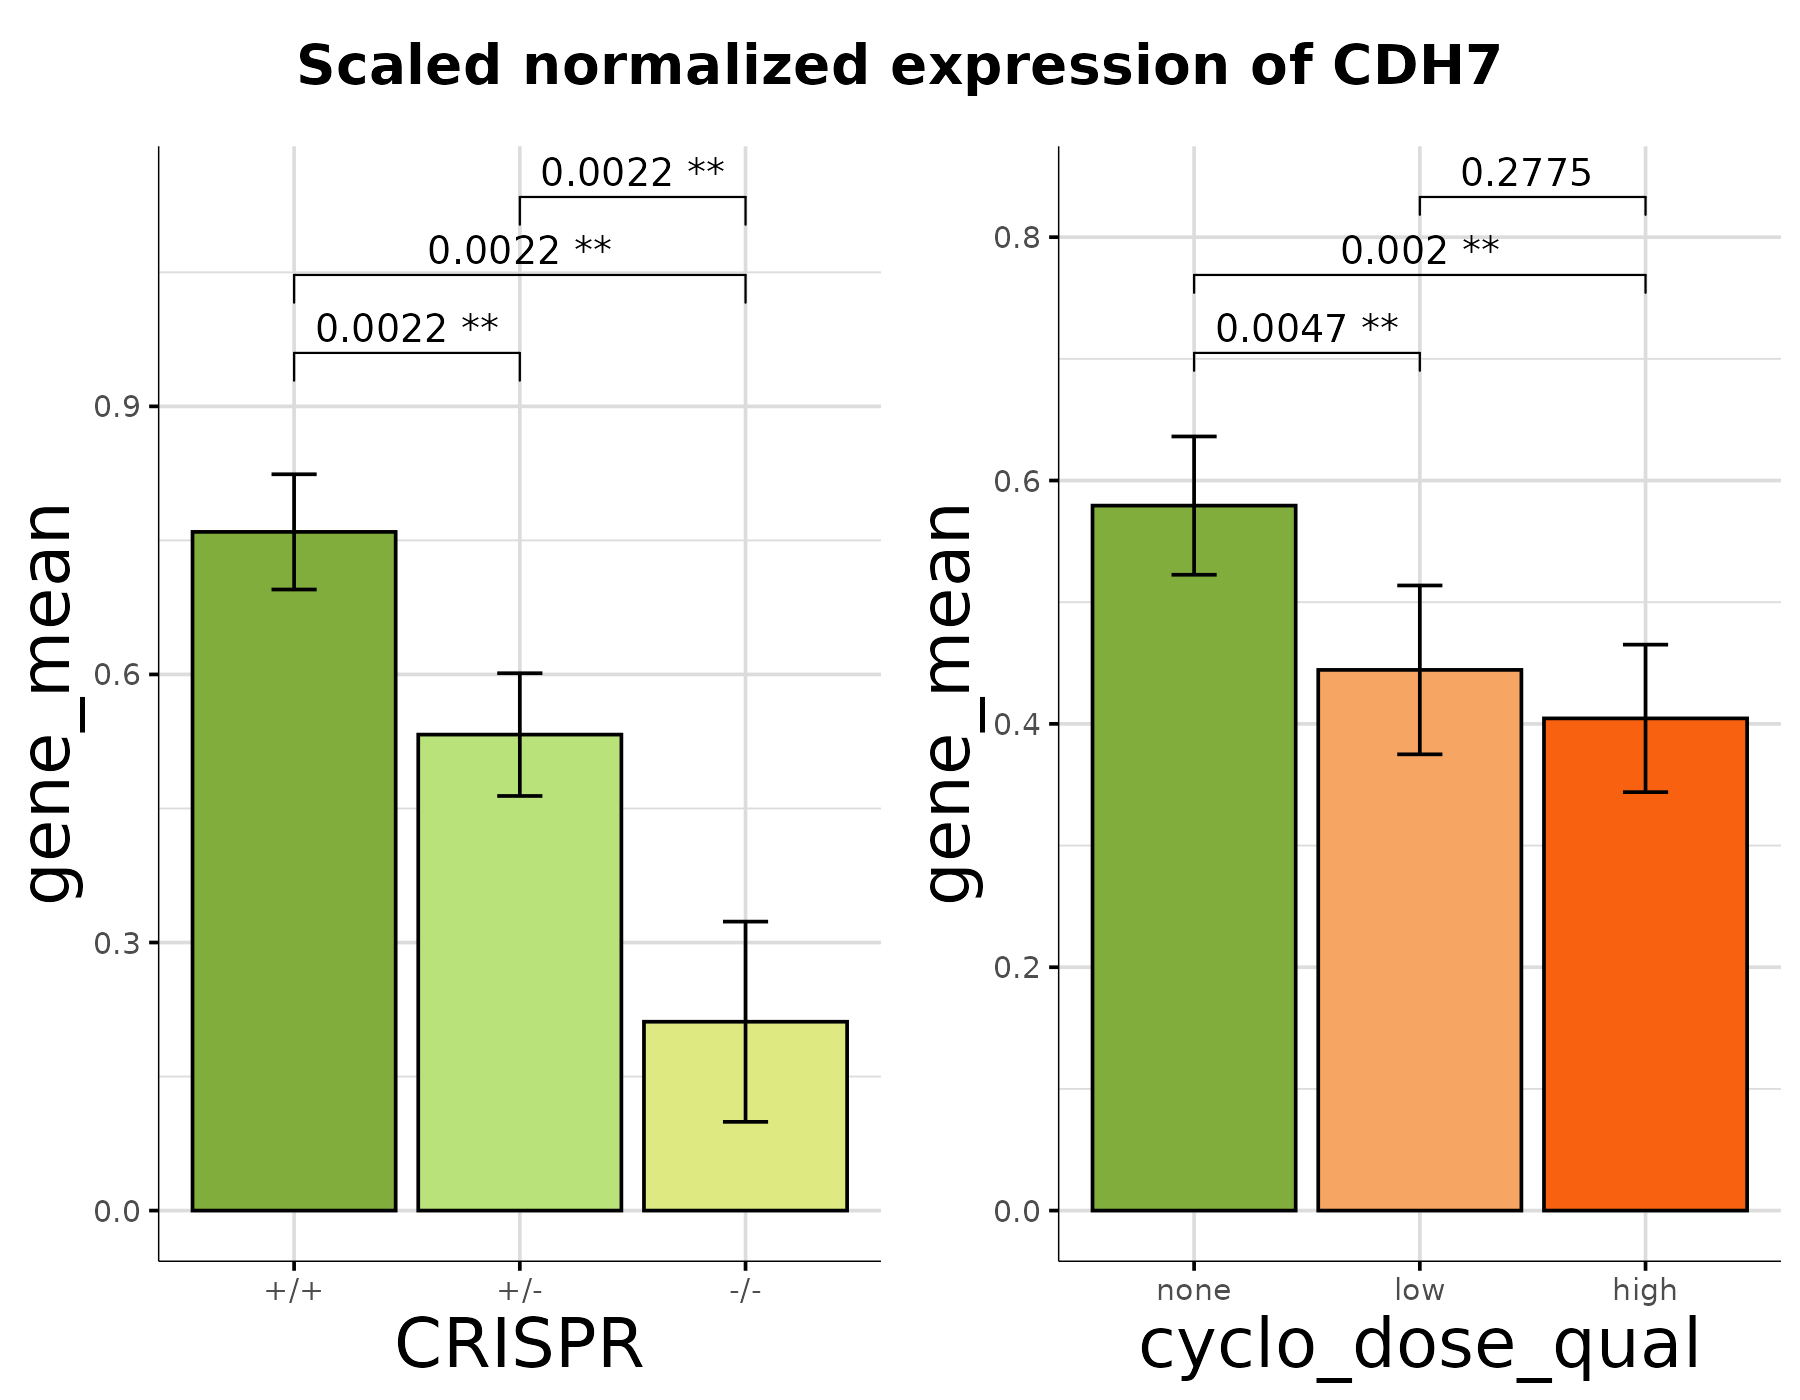 Scaled normalized expression of CDH7
gene_mean
0.9
0.6
0.3
0.0
0.0022 **
0.0022 **
0.0022 **
+/+ +/- -/-
CRISPR
gene_mean
0.8
0.6
0.4
0.2
0.0
0.2775
0.002 **
0.0047 **
none low high
cyclo_dose_qual